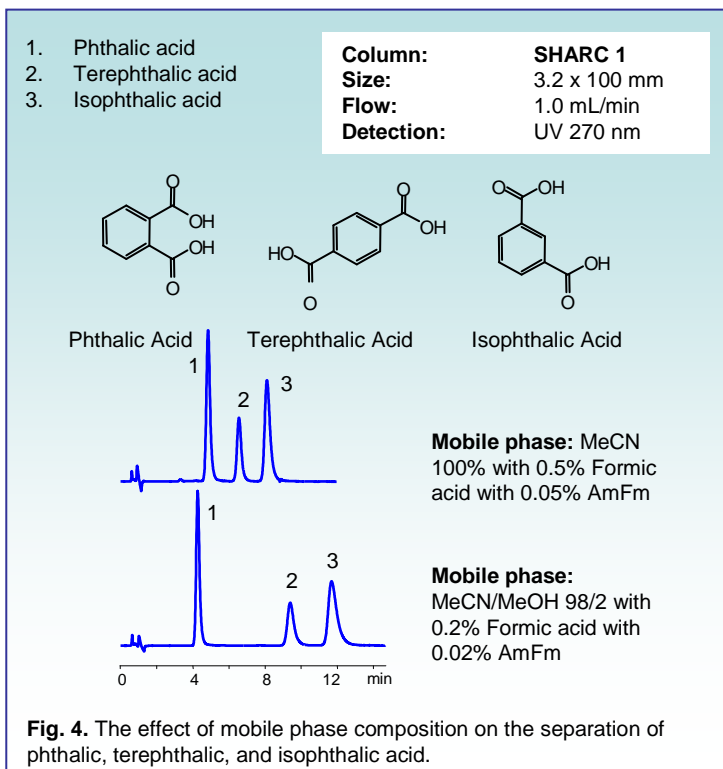 1. Phthalic acid
2. Terephthalic acid
3. Isophthalic acid
Column: SHARC 1
Size: 3.2 x 100 mm
Flow: 1.0 mL/min
Detection: UV 270 nm
O
OH
OH
O
O
OH
HO
O
O
OH
OH
O
Phthalic Acid
Terephthalic Acid
Isophthalic Acid
1
2
3
Mobile phase: MeCN
100% with 0.5% Formic
acid with 0.05% AmFm
1
2
3
Mobile phase:
MeCN/MeOH 98/2 with
0.2% Formic acid with
0.02% AmFm
0 4 8 12 min
Fig. 4. The effect of mobile phase composition on the separation of
phthalic, terephthalic, and isophthalic acid.